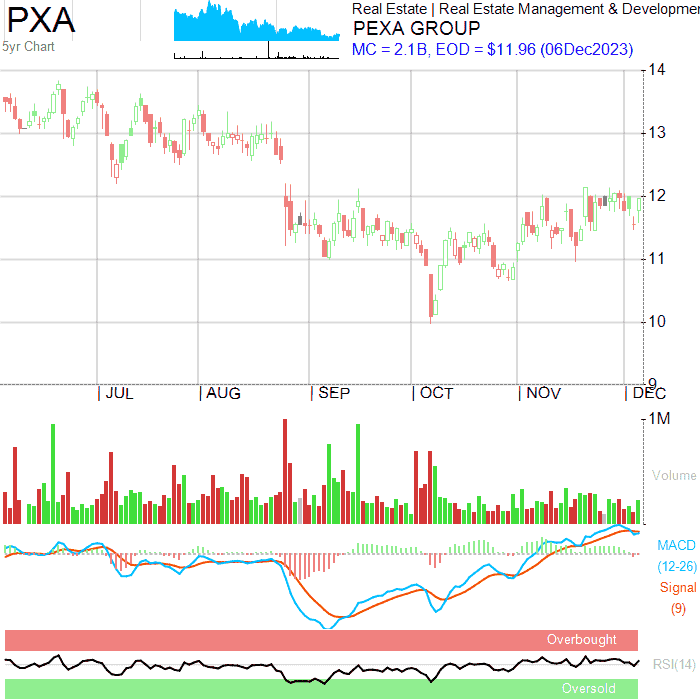 PXA
5yr Chart
Real Estate | Real Estate Management & Developmen
PEXA GROUP
MC = 2.1B, EOD = $11.96 (06Dec2023)
14
13
12
11
10
9
JUL AUG SEP OCT NOV DEC
1M
Volume
MACD
(12-26)
Signal
(9)
Overbought
RSI(14)
Oversold